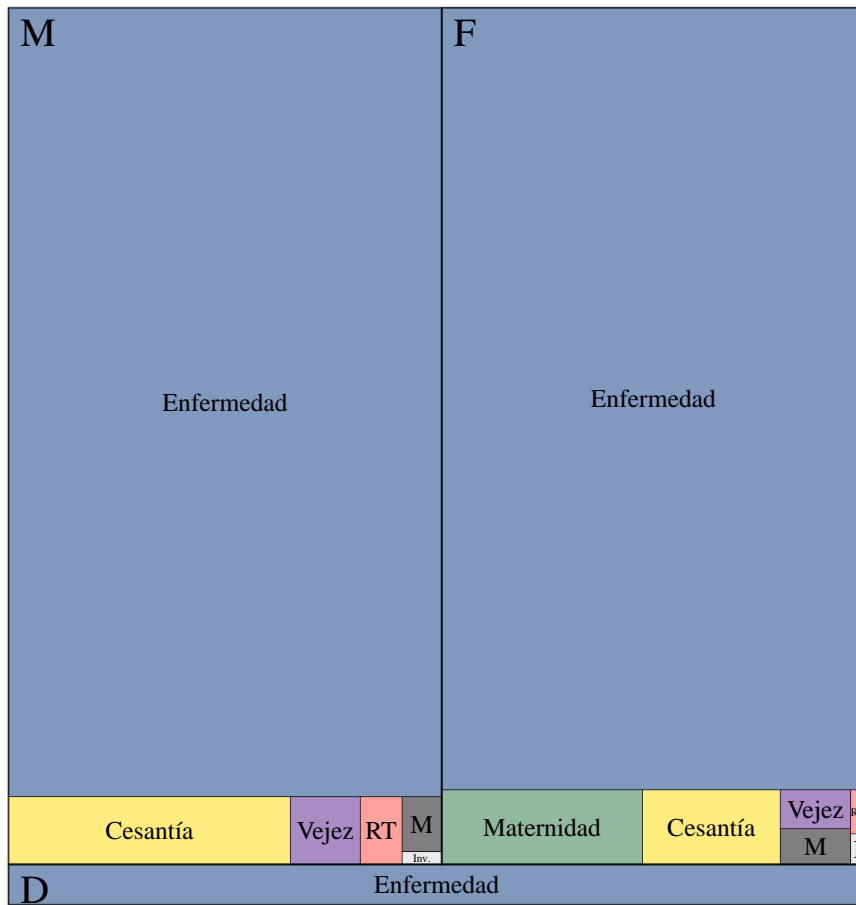 M
F
Enfermedad
Enfermedad
Cesantía
Vejez
RT
M
Inv.
Maternidad
Cesantía
Vejez
M
D
Enfermedad